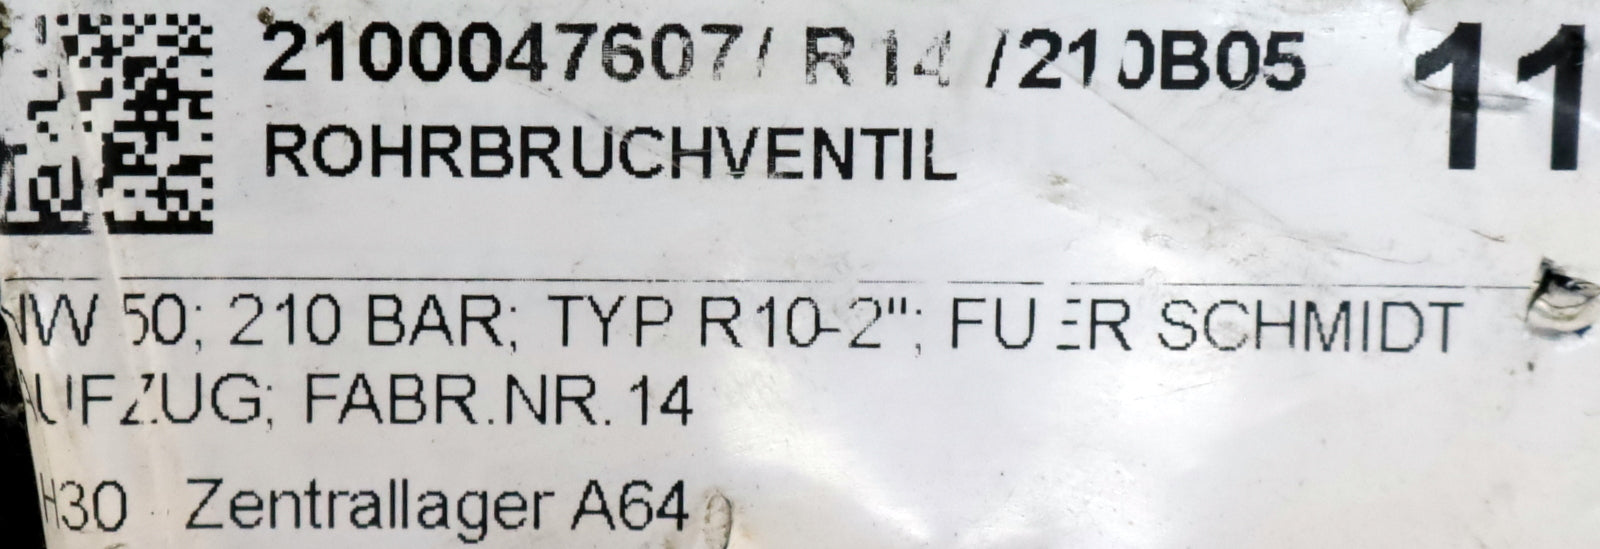 2100047607/ R 14 /210B05 11
ROHRBRUCHVENTIL
NW 50; 210 BAR; TYP R10-2"; FUER SCHMIDT
AUFZUG; FABR.NR. 14
H30 Zentrallager A64